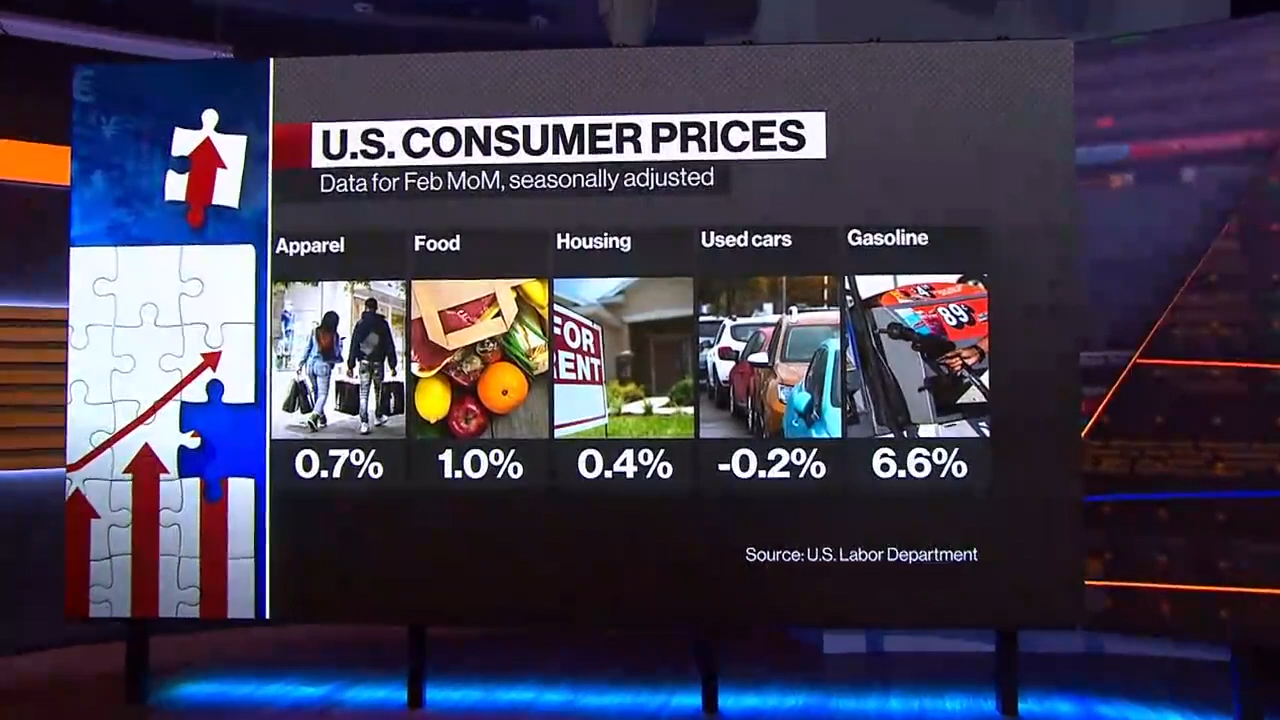 U.S. CONSUMER PRICES
Data for Feb MoM, seasonally adjusted
Apparel
Food
Housing
Used cars
Gasoline
FOR
RENT
89
0.7%
1.0%
0.4%
-0.2%
6.6%
Source: U.S. Labor Department